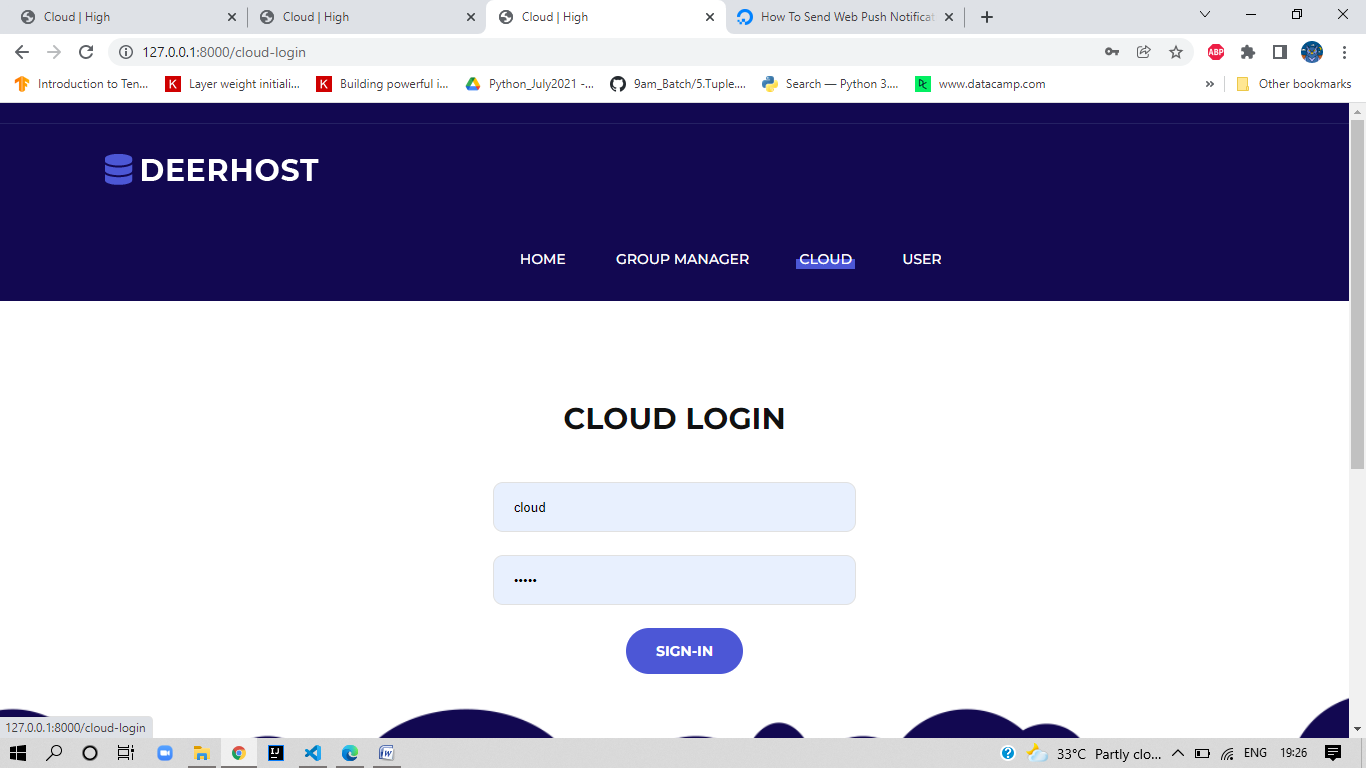 Cloud | High
Cloud | High
Cloud | High
How To Send Web Push Notificat
127.0.0.1:8000/cloud-login
ABP
Introduction to Ten...
K
Layer weight initiali...
K
Building powerful i...
Python_July2021 -...
9am_Batch/5.Tuple....
Search — Python 3....
www.datacamp.com
»
Other bookmarks
DEERHOST
HOME
GROUP MANAGER
CLOUD
USER
CLOUD LOGIN
cloud
•••••
SIGN-IN
127.0.0.1:8000/cloud-login
33°C Partly clo...
ENG
19:26